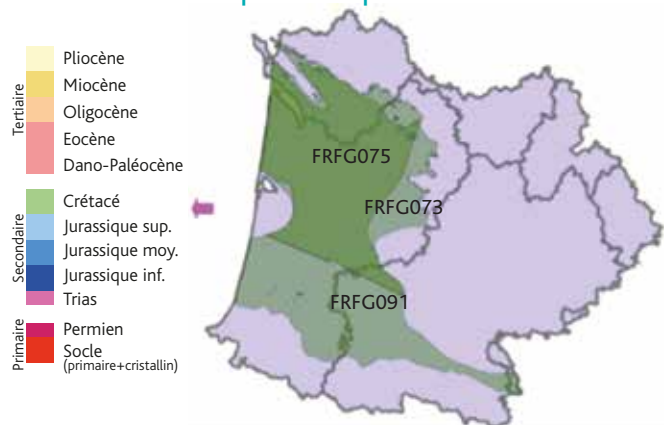 Tertiaire
Pliocène
Miocène
Oligocène
Eocène
Dano-Paléocène
Secondaire
Crétacé
Jurassique sup.
Jurassique moy.
Jurassique inf.
Trias
Primaire
Permien
Socle
(primaire+cristallin)
FRFG075
FRFG073
FRFG091